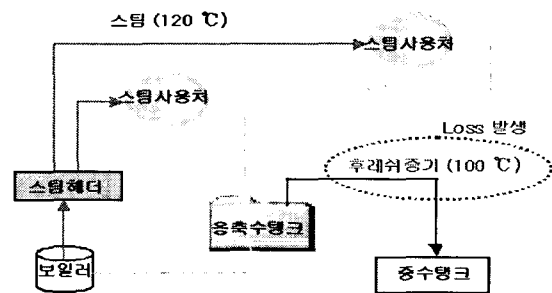 스팀 (120 ℃)
스팀사용처
스팀사용처
Loss 발생
후레쉬증기 (100 ℃)
스팀헤더
응축수탱크
보일러
중수탱크